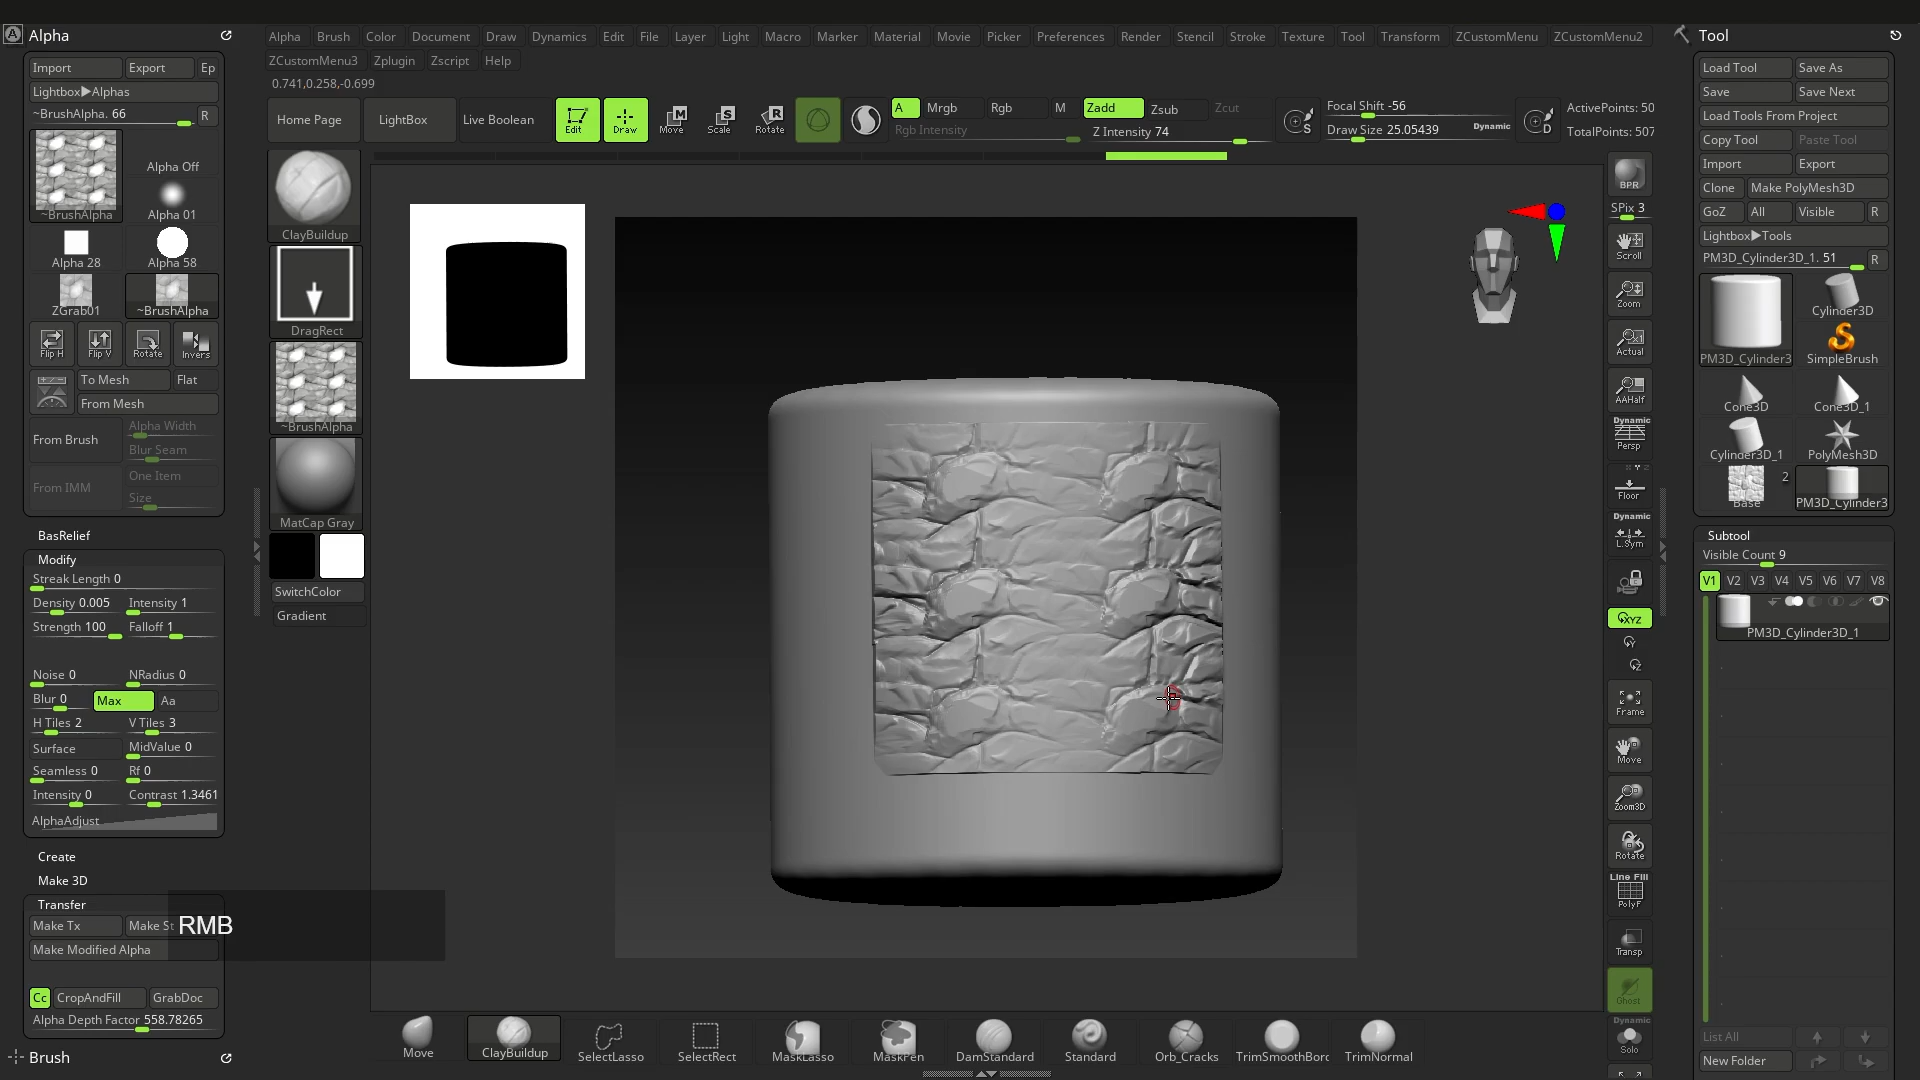 Alpha
Import Export Ep
Lightbox▶Alphas
~BrushAlpha. 66 R
~BrushAlpha
Alpha Off
Alpha 01
Alpha 28
Alpha 58
ZGrab01
~BrushAlpha
Flip H Flip V Rotate Invers
To Mesh Flat
From Mesh
From Brush
Alpha Width
Blur Seam
From IMM
One Item
Size
BasRelief
Modify
Streak Length 0
Density 0.005 Intensity 1
Strength 100 Falloff 1
Noise 0 NRadius 0
Blur 0 Max Aa
H Tiles 2 V Tiles 3
Surface MidValue 0
Seamless 0 Rf 0
Intensity 0 Contrast 1.3461
AlphaAdjust
Create
Make 3D
Transfer
Make Tx Make St
RMB
Make Modified Alpha
Cc CropAndFill GrabDoc
Alpha Depth Factor 558.78265
Brush
Alpha Brush Color Document Draw Dynamics Edit File Layer Light Macro Marker Material Movie Picker Preferences Render Stencil Stroke Texture Tool Transform ZCustomMenu ZCustomMenu2
ZCustomMenu3 Zplugin Zscript Help
0.741,0.258,-0.699
Home Page LightBox Live Boolean Edit Draw Move Scale Rotate
A Mrgb Rgb M Zadd Zsub Zcut
Rgb Intensity Z Intensity 74
S
Focal Shift -56
Draw Size 25.05439 Dynamic
D
ActivePoints: 50
TotalPoints: 507
ClayBuildup
DragRect
~BrushAlpha
MatCap Gray
SwitchColor
Gradient
BPR
SPix 3
Scroll
Zoom
Actual
AAHalf
Dynamic
Persp
Floor
Dynamic
L.Sym
XYZ
Frame
Move
Zoom3D
Rotate
Line Fill
PolyF
Transp
Ghost
Dynamic
Solo
Move ClayBuildup SelectLasso SelectRect MaskLasso MaskPen DamStandard Standard Orb_Cracks TrimSmoothBorc TrimNormal
Tool
Load Tool Save As
Save Save Next
Load Tools From Project
Copy Tool Paste Tool
Import Export
Clone Make PolyMesh3D
GoZ All Visible R
Lightbox▶Tools
PM3D_Cylinder3D_1. 51 R
PM3D_Cylinder3
Cylinder3D
SimpleBrush
Cone3D Cone3D_1
Cylinder3D_1 PolyMesh3D
2
Base PM3D_Cylinder3
Subtool
Visible Count 9
V1 V2 V3 V4 V5 V6 V7 V8
PM3D_Cylinder3D_1
List All
New Folder